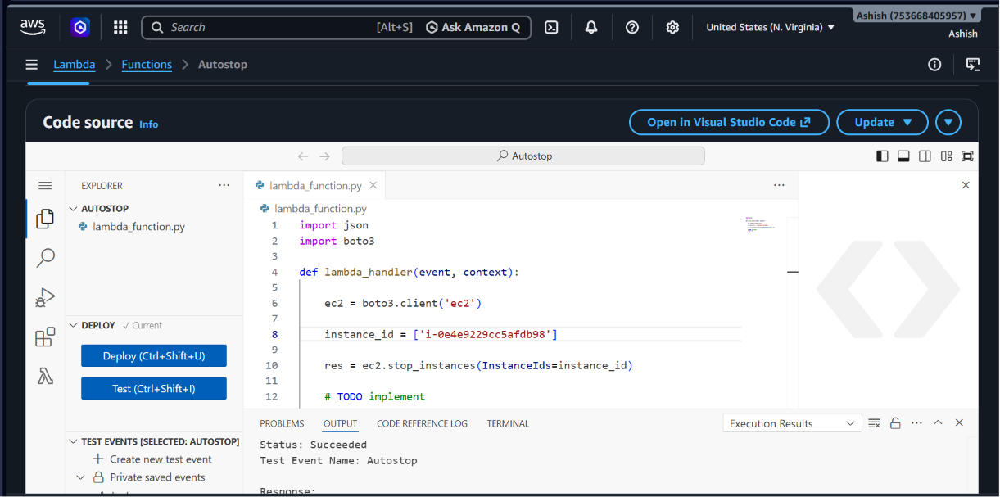 aws
Search
[Alt+S]
Ask Amazon Q
United States (N. Virginia) ▼
Ashish (753668405957) ▼
Ashish
Lambda > Functions > Autostop
Code source Info
Open in Visual Studio Code
Update ▼
Autostop
EXPLORER
AUTOSTOP
lambda_function.py
DEPLOY ✓ Current
Deploy (Ctrl+Shift+U)
Test (Ctrl+Shift+I)
TEST EVENTS [SELECTED: AUTOSTOP]
+ Create new test event
Private saved events
lambda_function.py
lambda_function.py
1 import json
2 import boto3
3
4 def lambda_handler(event, context):
5
6 ec2 = boto3.client('ec2')
7
8 instance_id = ['i-0e4e9229cc5afdb98']
9
10 res = ec2.stop_instances(InstanceIds=instance_id)
11
12 # TODO implement
PROBLEMS OUTPUT CODE REFERENCE LOG TERMINAL
Execution Results
Status: Succeeded
Test Event Name: Autostop
Response: